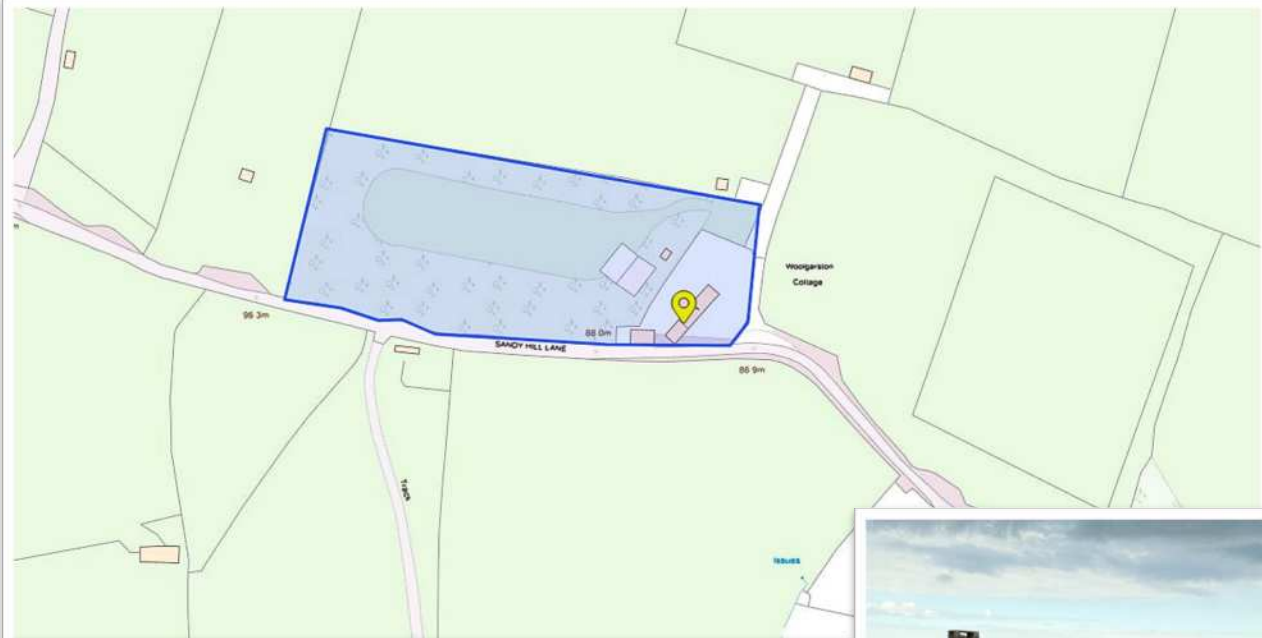 Woolgarston
Cottage
96.3m
88.0m
SANDY HILL LANE
86.9m
Track
Issues